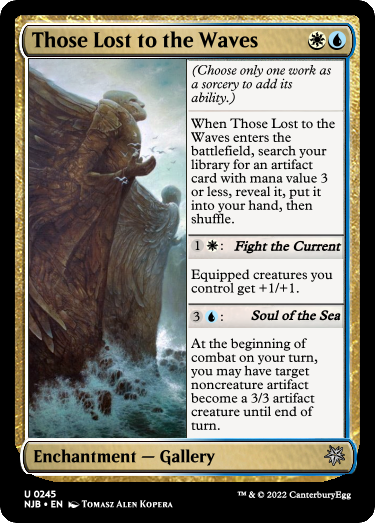 Those Lost to the Waves
(Choose only one work as
a sorcery to add its
ability.)
When Those Lost to the
Waves enters the
battlefield, search your
library for an artifact
card with mana value 3
or less, reveal it, put it
into your hand, then
shuffle.
1 : Fight the Current
Equipped creatures you
control get +1/+1.
3 : Soul of the Sea
At the beginning of
combat on your turn,
you may have target
noncreature artifact
become a 3/3 artifact
creature until end of
turn.
Enchantment — Gallery
U 0245
NJB • EN Tomasz Alen Kopera
™ & © 2022 CanterburyEgg